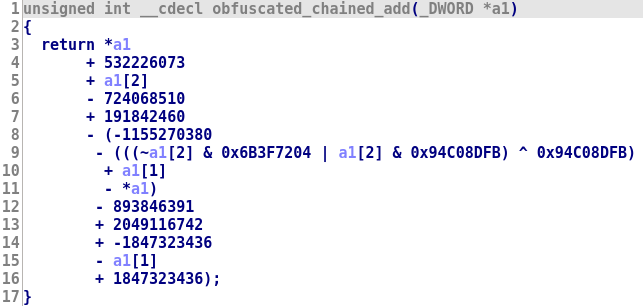 1 unsigned int __cdecl obfuscated_chained_add(_DWORD *a1)
2 {
3 return *a1
4 + 532226073
5 + a1[2]
6 - 724068510
7 + 191842460
8 - (-1155270380
9 - (((~a1[2] & 0x6B3F7204 | a1[2] & 0x94C08DFB) ^ 0x94C08DFB)
10 + a1[1]
11 - *a1)
12 - 893846391
13 + 2049116742
14 + -1847323436
15 - a1[1]
16 + 1847323436);
17 }